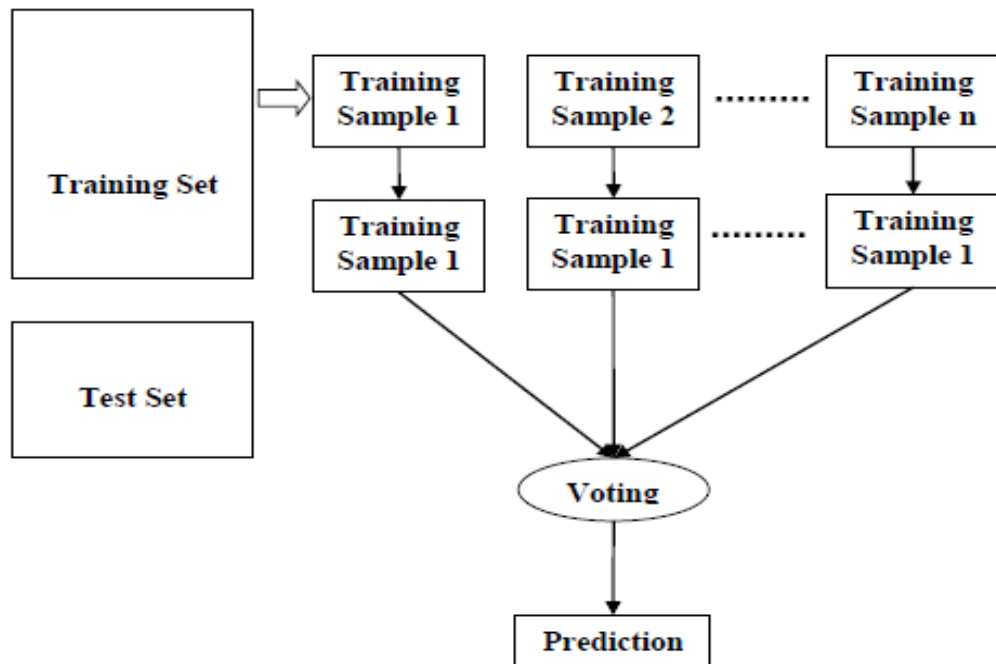 Training Set
Training
Sample 1
Training
Sample 2
Training
Sample n
Training
Sample 1
Training
Sample 1
Training
Sample 1
Test Set
Voting
Prediction